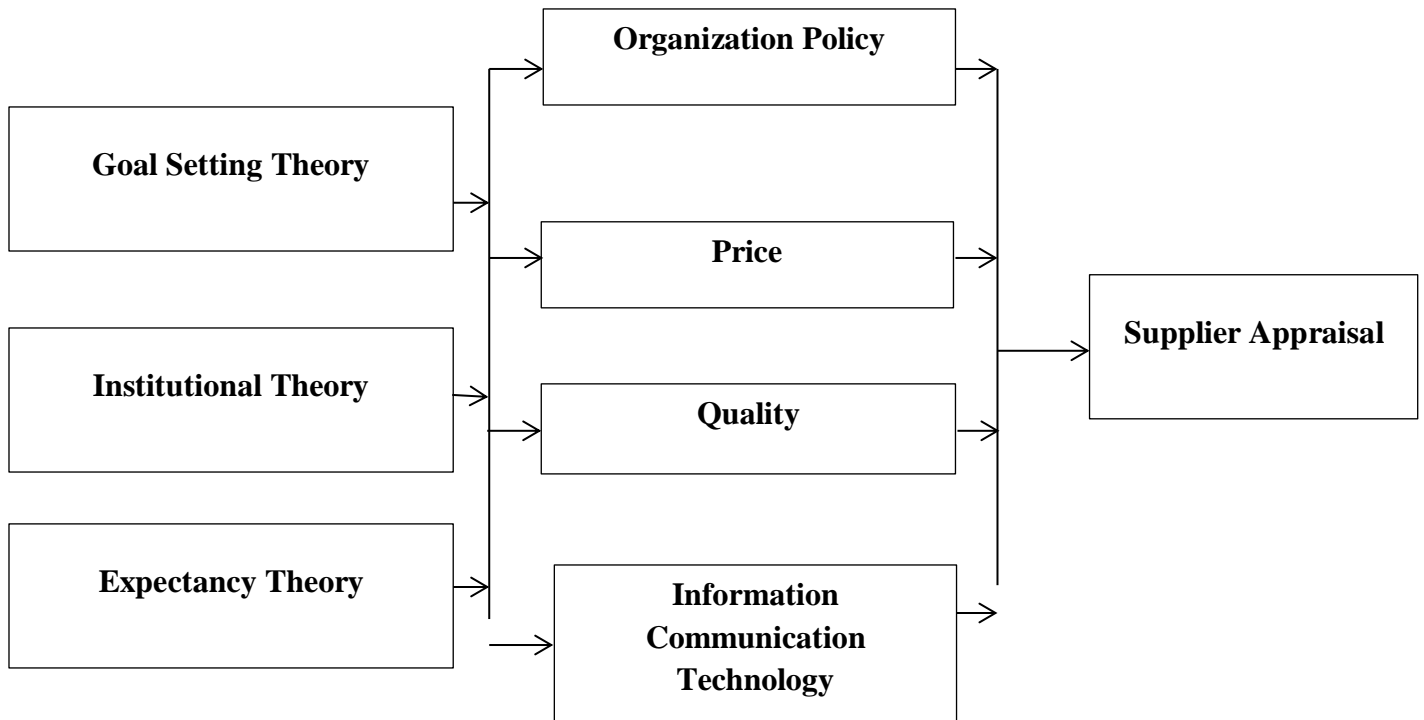 Organization Policy
Goal Setting Theory
Price
Supplier Appraisal
Institutional Theory
Quality
Expectancy Theory
Information
Communication
Technology